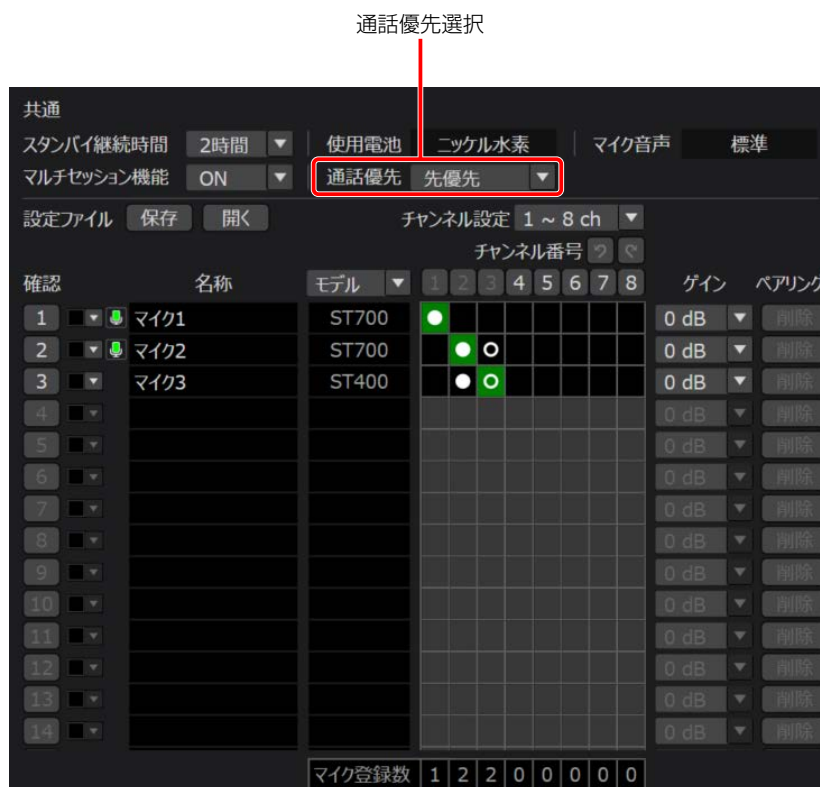 通話優先選択
共通
スタンバイ継続時間 2時間 使用電池 ニッケル水素 マイク音声 標準
マルチセッション機能 ON 通話優先 先優先
設定ファイル 保存 開く チャンネル設定 1 ~ 8 ch
チャンネル番号
確認 名称 モデル 1 2 3 4 5 6 7 8 ゲイン ペアリング
1 マイク1 ST700 0 dB 削除
2 マイク2 ST700 0 dB 削除
3 マイク3 ST400 0 dB 削除
4 0 dB 削除
5 0 dB 削除
6 0 dB 削除
7 0 dB 削除
8 0 dB 削除
9 0 dB 削除
10 0 dB 削除
11 0 dB 削除
12 0 dB 削除
13 0 dB 削除
14 0 dB 削除
マイク登録数 1 2 2 0 0 0 0 0